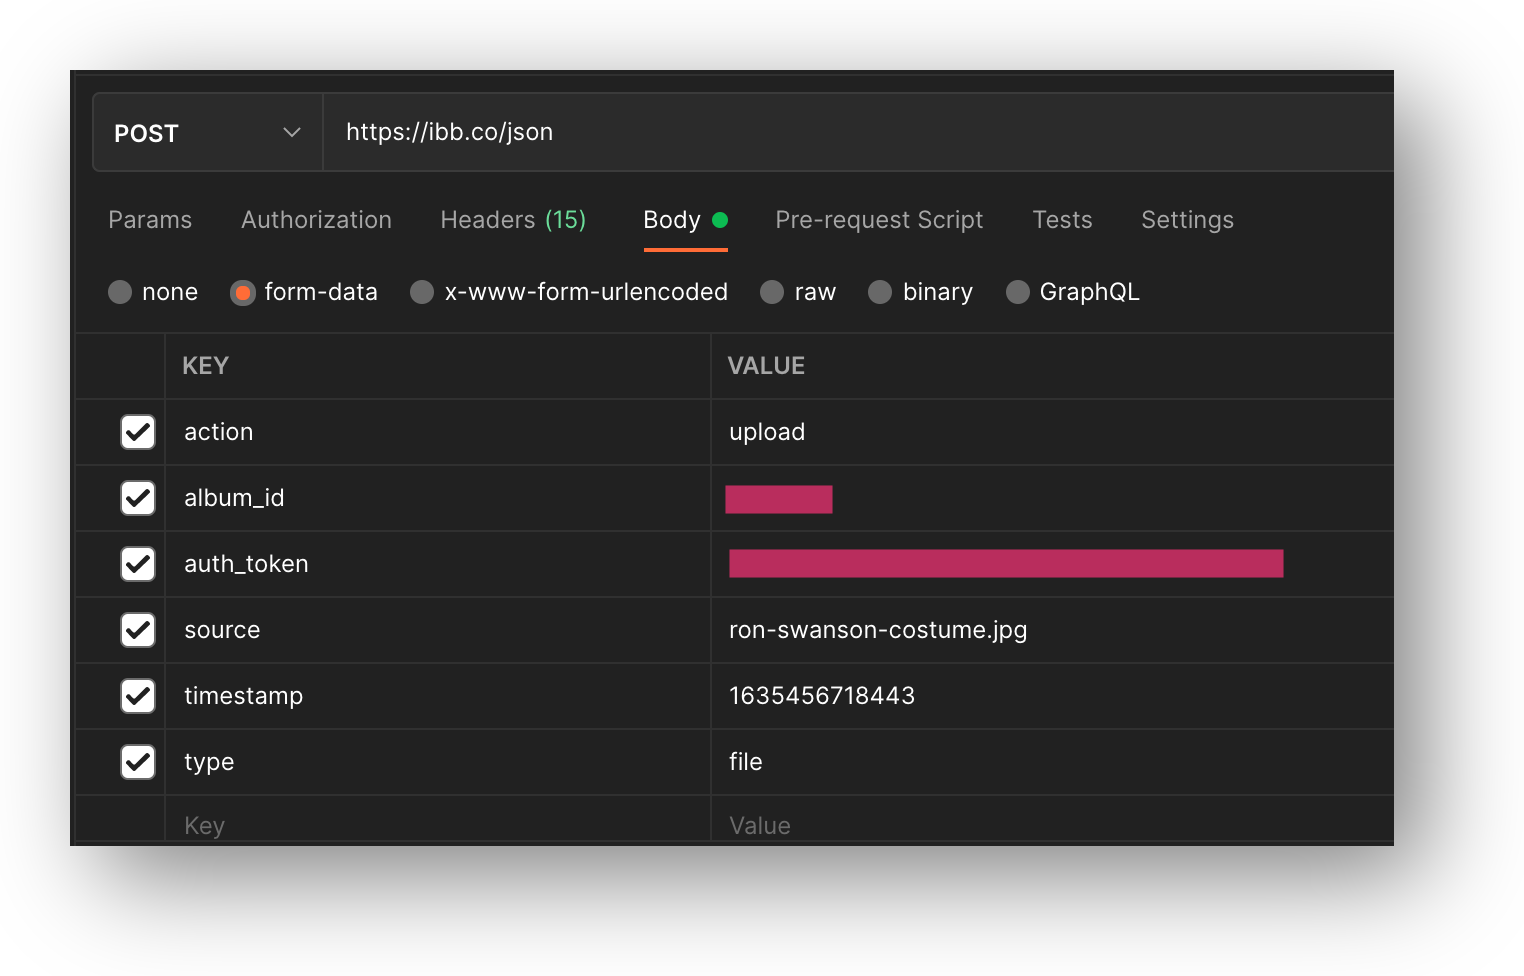 POST https://ibb.co/json
Params Authorization Headers (15) Body Pre-request Script Tests Settings
none form-data x-www-form-urlencoded raw binary GraphQL
KEY VALUE
action upload
album_id
auth_token
source ron-swanson-costume.jpg
timestamp 1635456718443
type file
Key Value